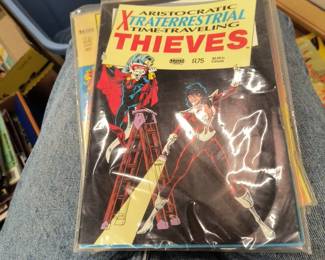 ARISTOCRATIC
XTRATERRESTRIAL
TIME-TRAVELING
THIEVES